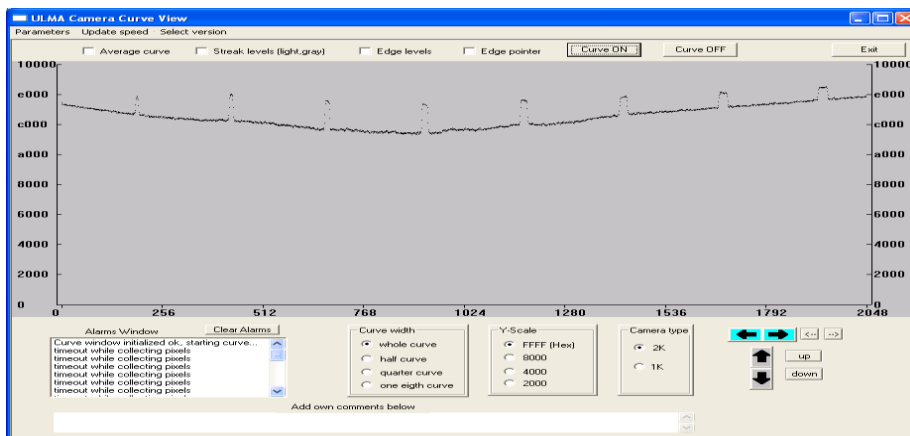 ULMA Camera Curve View
Parameters Update speed Select version
Average curve Streak levels (light,gray) Edge levels Edge pointer Curve ON Curve OFF Exit
10000 10000
e000 e000
c000 c000
a000 a000
8000 8000
6000 6000
4000 4000
2000 2000
0 0
0 256 512 768 1024 1280 1536 1792 2048
Alarms Window Clear Alarms
Curve window initialized ok, starting curve...
timeout while collecting pixels
timeout while collecting pixels
timeout while collecting pixels
timeout while collecting pixels
timeout while collecting pixels
Curve width
whole curve
half curve
quarter curve
one eigth curve
Y-Scale
FFFF (Hex)
8000
4000
2000
Camera type
2K
1K
<-- -->
up
down
Add own comments below